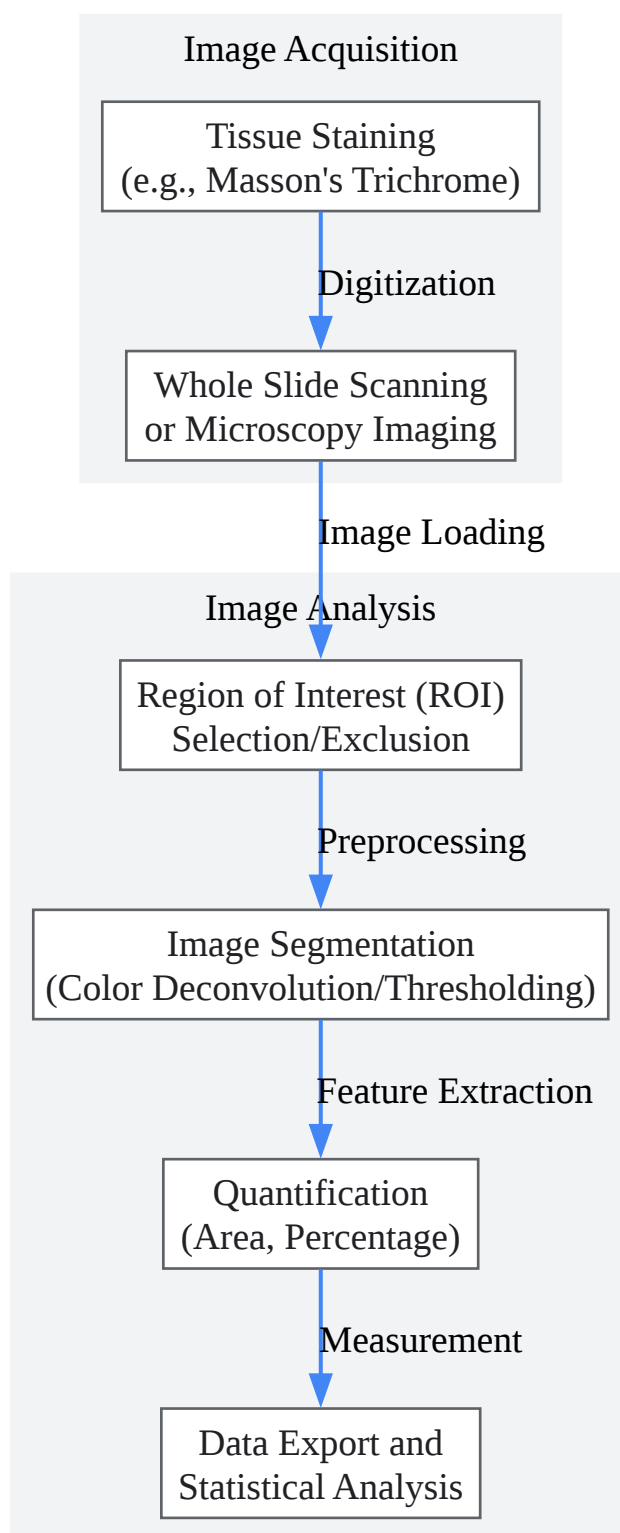 Image Acquisition
Tissue Staining
(e.g., Masson's Trichrome)
Digitization
Whole Slide Scanning
or Microscopy Imaging
Image Loading
Image Analysis
Region of Interest (ROI)
Selection/Exclusion
Preprocessing
Image Segmentation
(Color Deconvolution/Thresholding)
Feature Extraction
Quantification
(Area, Percentage)
Measurement
Data Export and
Statistical Analysis